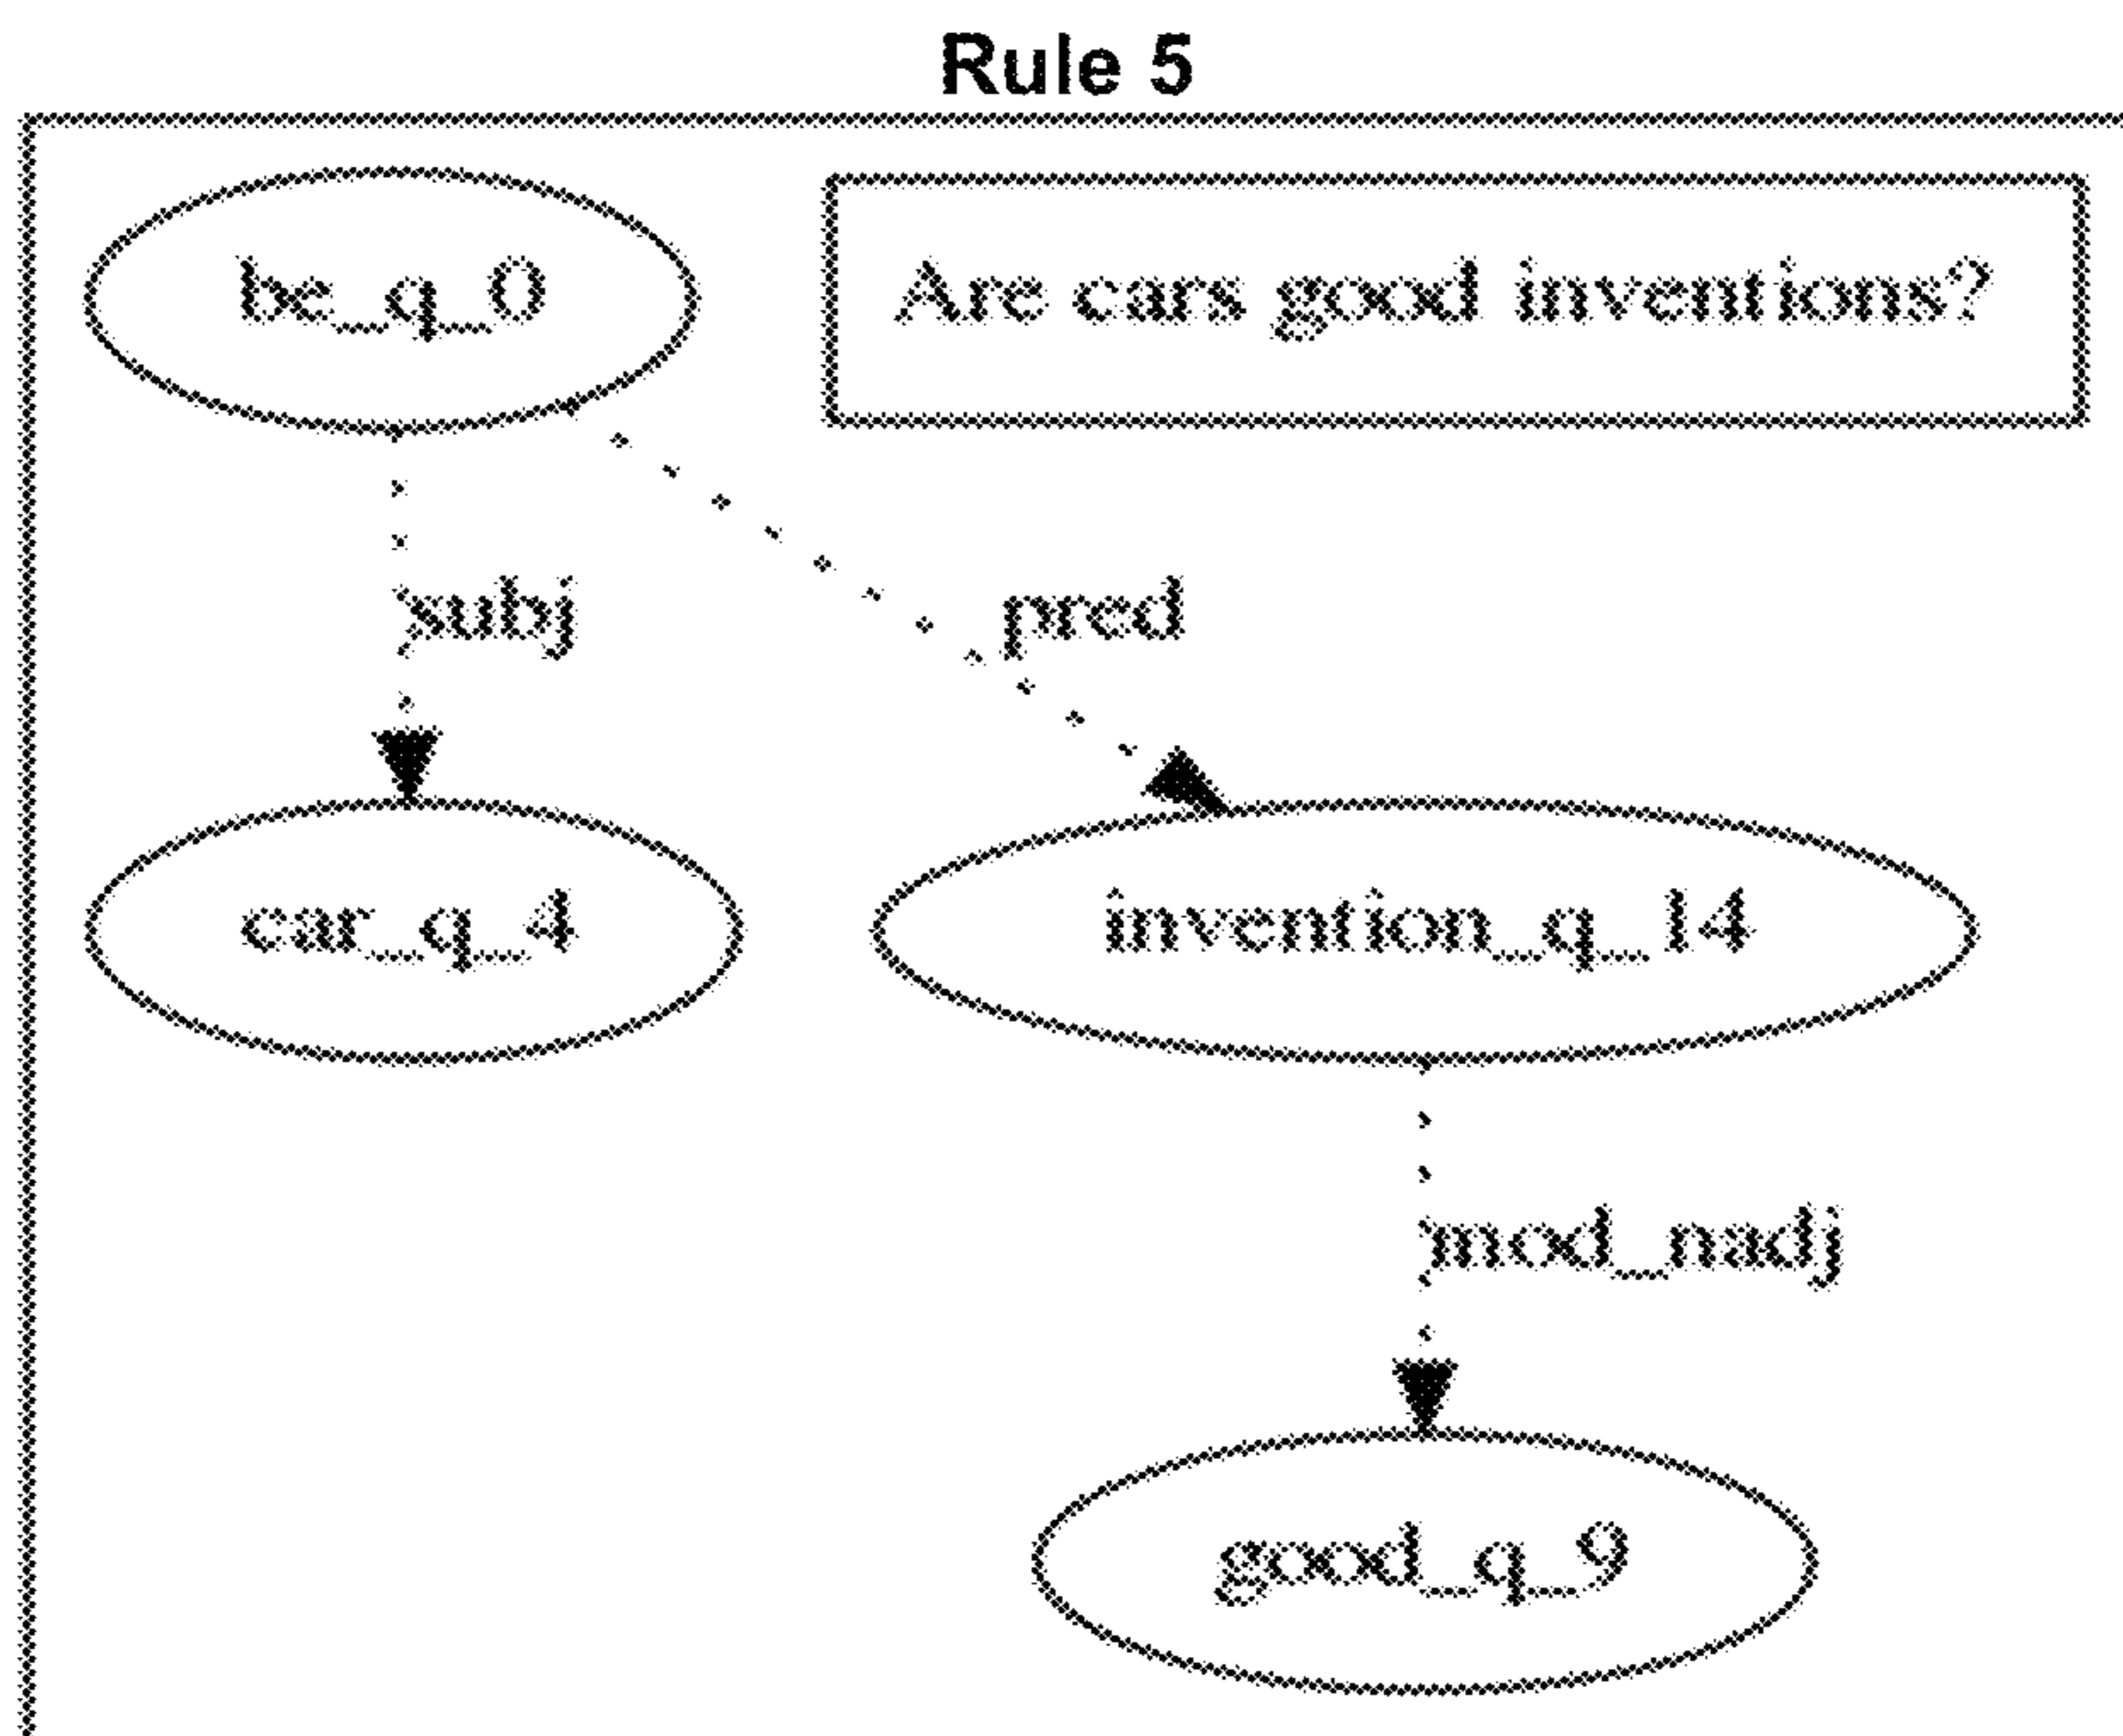 Rule 5
be_q_0
Are cars good inventions?
subj
pred
car_q_4
invention_q_14
mod_nadj
good_q_9